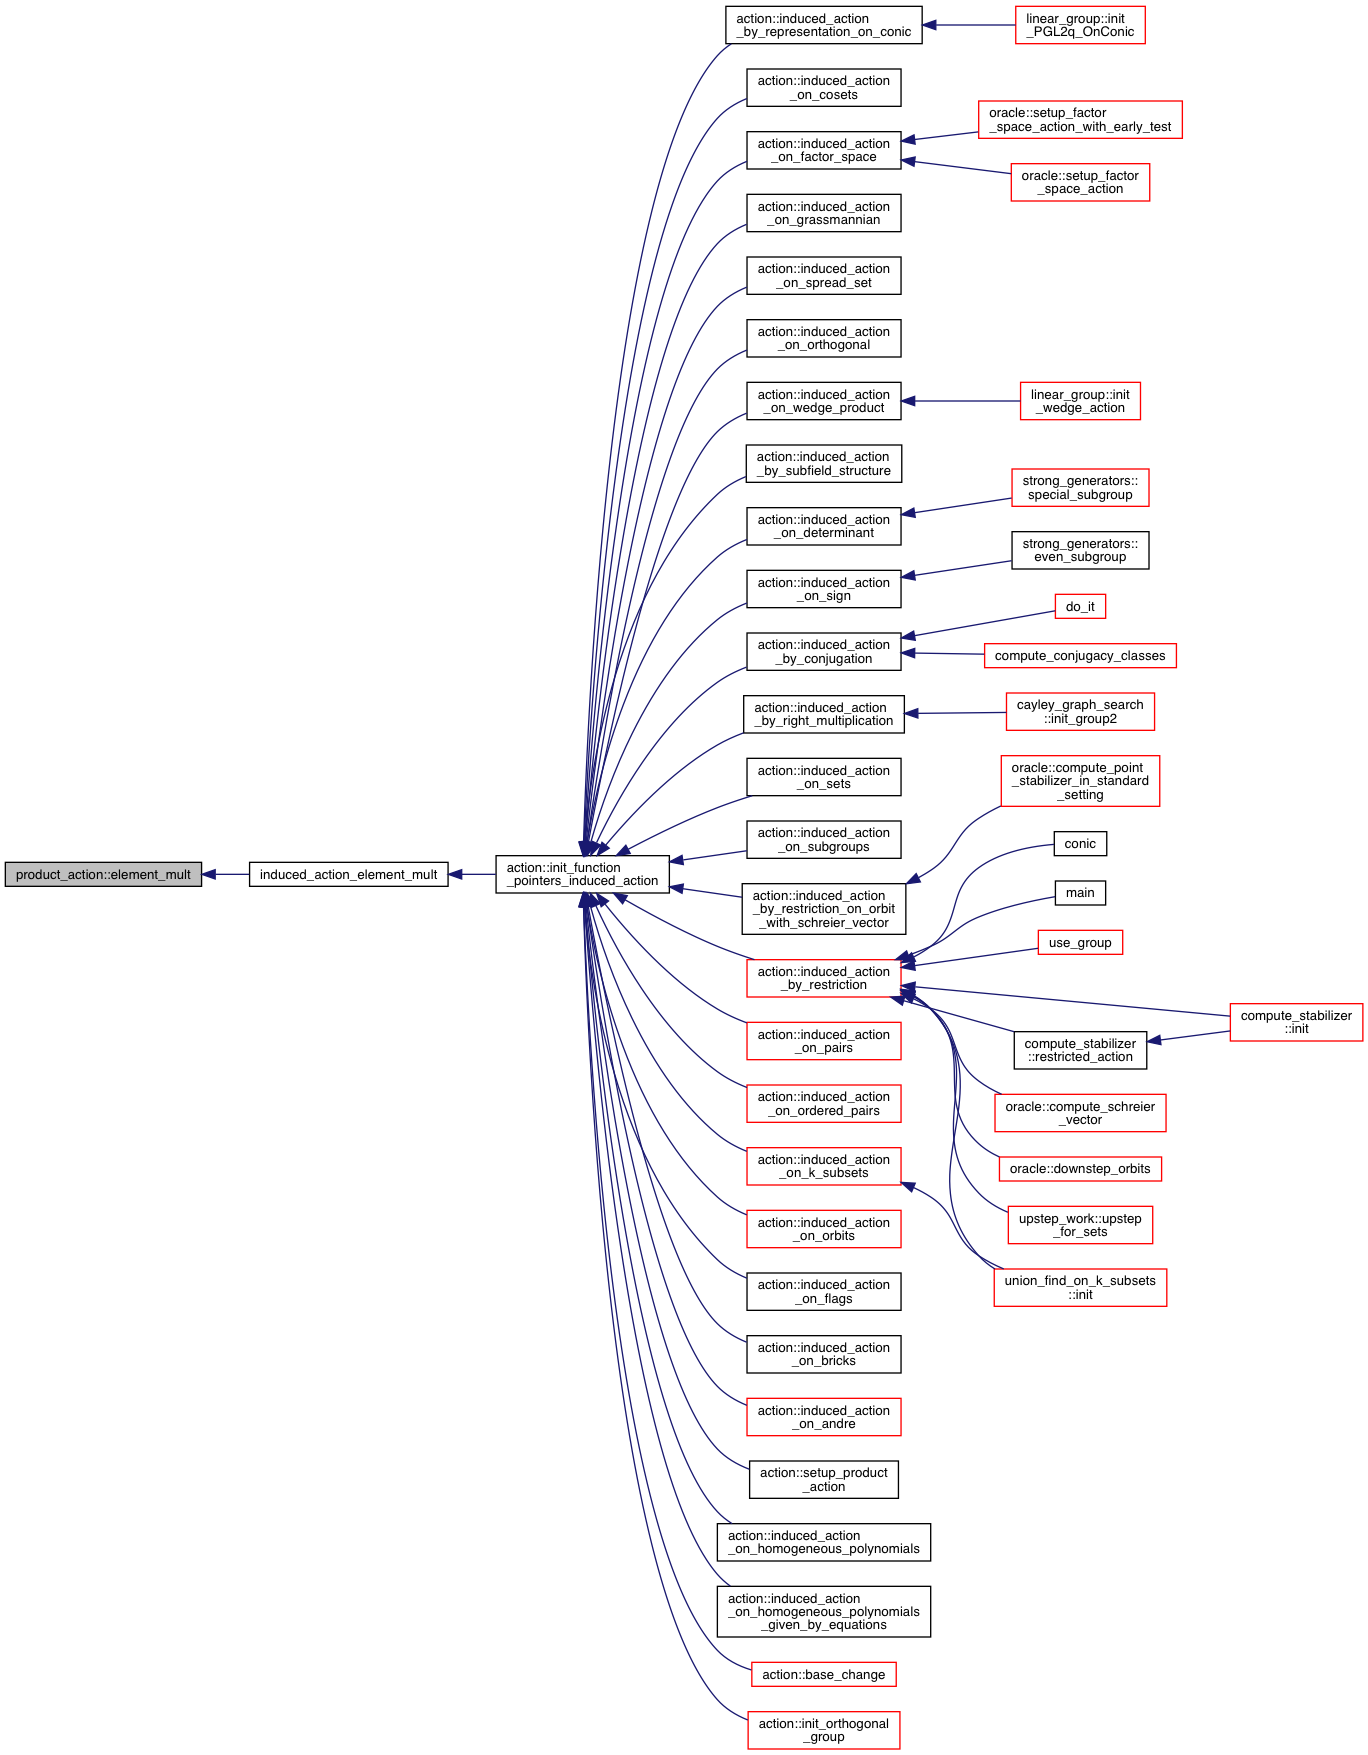 product_action::element_mult
induced_action_element_mult
action::init_function
_pointers_induced_action
action::induced_action
_by_representation_on_conic
action::induced_action
_on_cosets
action::induced_action
_on_factor_space
action::induced_action
_on_grassmannian
action::induced_action
_on_spread_set
action::induced_action
_on_orthogonal
action::induced_action
_on_wedge_product
action::induced_action
_by_subfield_structure
action::induced_action
_on_determinant
action::induced_action
_on_sign
action::induced_action
_by_conjugation
action::induced_action
_by_right_multiplication
action::induced_action
_on_sets
action::induced_action
_on_subgroups
action::induced_action
_by_restriction_on_orbit
_with_schreier_vector
action::induced_action
_by_restriction
action::induced_action
_on_pairs
action::induced_action
_on_ordered_pairs
action::induced_action
_on_k_subsets
action::induced_action
_on_orbits
action::induced_action
_on_flags
action::induced_action
_on_bricks
action::induced_action
_on_andre
action::setup_product
_action
action::induced_action
_on_homogeneous_polynomials
action::induced_action
_on_homogeneous_polynomials
_given_by_equations
action::base_change
action::init_orthogonal
_group
linear_group::init
_PGL2q_OnConic
oracle::setup_factor
_space_action_with_early_test
oracle::setup_factor
_space_action
linear_group::init
_wedge_action
strong_generators::
special_subgroup
strong_generators::
even_subgroup
do_it
compute_conjugacy_classes
cayley_graph_search
::init_group2
oracle::compute_point
_stabilizer_in_standard
_setting
conic
main
use_group
compute_stabilizer
::restricted_action
oracle::compute_schreier
_vector
oracle::downstep_orbits
upstep_work::upstep
_for_sets
union_find_on_k_subsets
::init
compute_stabilizer
::init